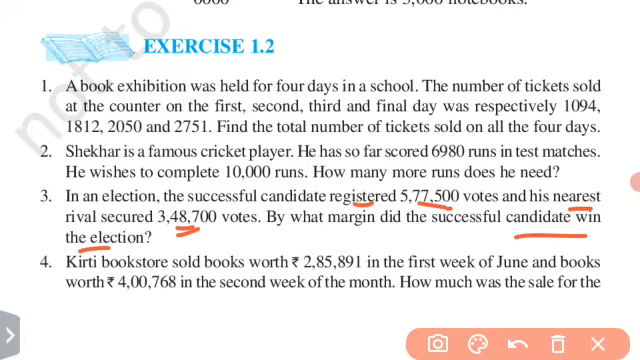 The answer is 5,000 notebooks.
EXERCISE 1.2
1. A book exhibition was held for four days in a school. The number of tickets sold
at the counter on the first, second, third and final day was respectively 1094,
1812, 2050 and 2751. Find the total number of tickets sold on all the four days.
2. Shekhar is a famous cricket player. He has so far scored 6980 runs in test matches.
He wishes to complete 10,000 runs. How many more runs does he need?
3. In an election, the successful candidate registered 5,77,500 votes and his nearest
rival secured 3,48,700 votes. By what margin did the successful candidate win
the election?
4. Kirti bookstore sold books worth ₹ 2,85,891 in the first week of June and books
worth ₹ 4,00,768 in the second week of the month. How much was the sale for the